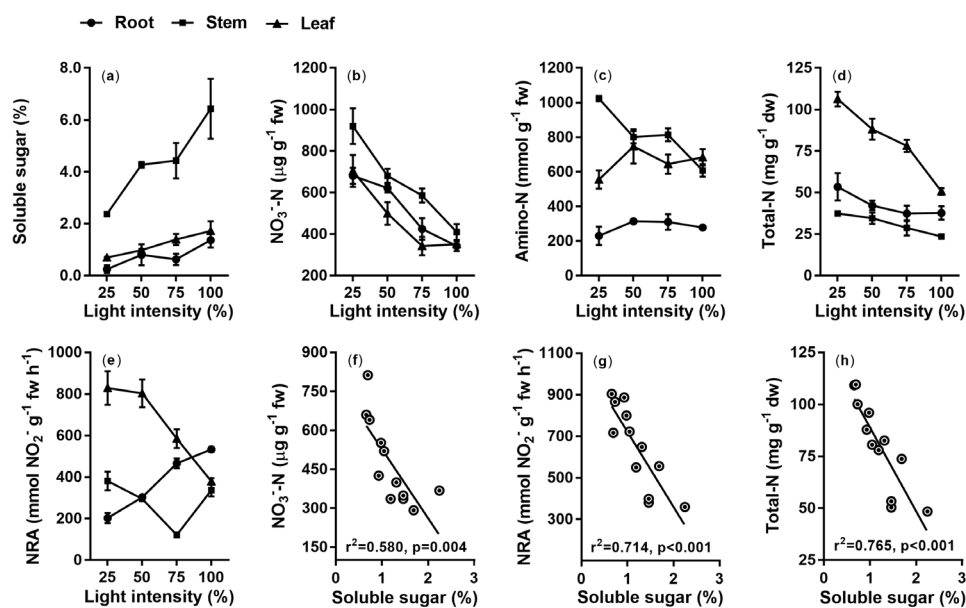 Root Stem Leaf
(a)
Soluble sugar (%)
8.0
6.0
4.0
2.0
0.0
25 50 75 100
Light intensity (%)
(b)
NO₃⁻-N (μg g⁻¹ fw)
1000
800
600
400
200
25 50 75 100
Light intensity (%)
(c)
Amino-N (mmol g⁻¹ fw)
1200
1000
800
600
400
200
0
25 50 75 100
Light intensity (%)
(d)
Total-N (mg g⁻¹ dw)
125
100
75
50
25
0
25 50 75 100
Light intensity (%)
(e)
NRA (mmol NO₂⁻ g⁻¹ fw h⁻¹)
1000
800
600
400
200
0
25 50 75 100
Light intensity (%)
(f)
NO₃⁻-N (μg g⁻¹ fw)
900
750
600
450
300
150
r²=0.580, p=0.004
0 1 2 3
Soluble sugar (%)
(g)
NRA (mmol NO₂⁻ g⁻¹ fw h⁻¹)
1100
900
700
500
300
r²=0.714, p<0.001
0 1 2 3
Soluble sugar (%)
(h)
Total-N (mg g⁻¹ dw)
125
100
75
50
25
r²=0.765, p<0.001
0 1 2 3
Soluble sugar (%)